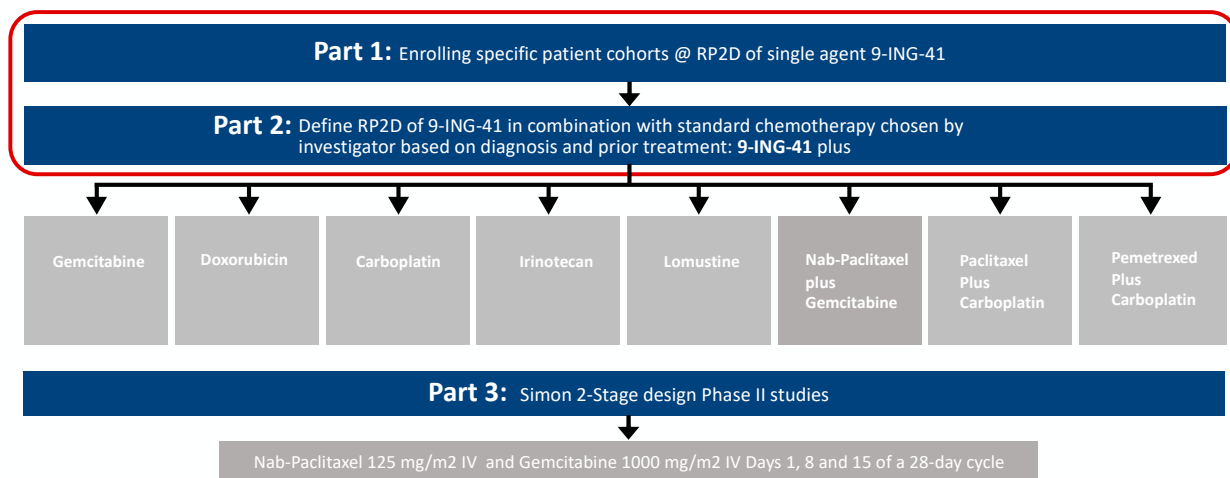 Part 1: Enrolling specific patient cohorts @ RP2D of single agent 9-ING-41
Part 2: Define RP2D of 9-ING-41 in combination with standard chemotherapy chosen by
investigator based on diagnosis and prior treatment: 9-ING-41 plus
Gemcitabine
Doxorubicin
Carboplatin
Irinotecan
Lomustine
Nab-Paclitaxel
plus
Gemcitabine
Paclitaxel
Plus
Carboplatin
Pemetrexed
Plus
Carboplatin
Part 3: Simon 2-Stage design Phase II studies
Nab-Paclitaxel 125 mg/m2 IV and Gemcitabine 1000 mg/m2 IV Days 1, 8 and 15 of a 28-day cycle